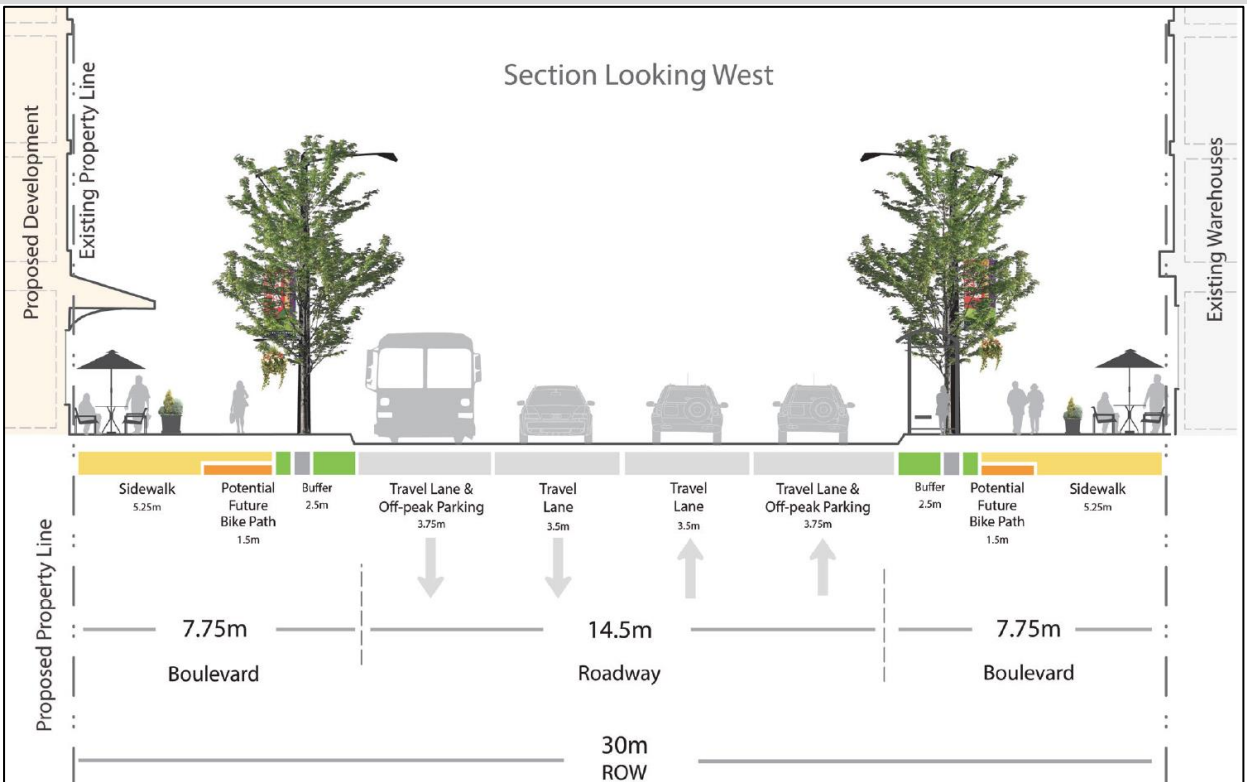 Section Looking West
Proposed Development
Existing Property Line
Existing Warehouses
Sidewalk
5.25m
Potential
Future
Bike Path
1.5m
Buffer
2.5m
Travel Lane &
Off-peak Parking
3.75m
Travel
Lane
3.5m
Travel
Lane
3.5m
Travel Lane &
Off-peak Parking
3.75m
Buffer
2.5m
Potential
Future
Bike Path
1.5m
Sidewalk
5.25m
Proposed Property Line
7.75m
Boulevard
14.5m
Roadway
7.75m
Boulevard
30m
ROW